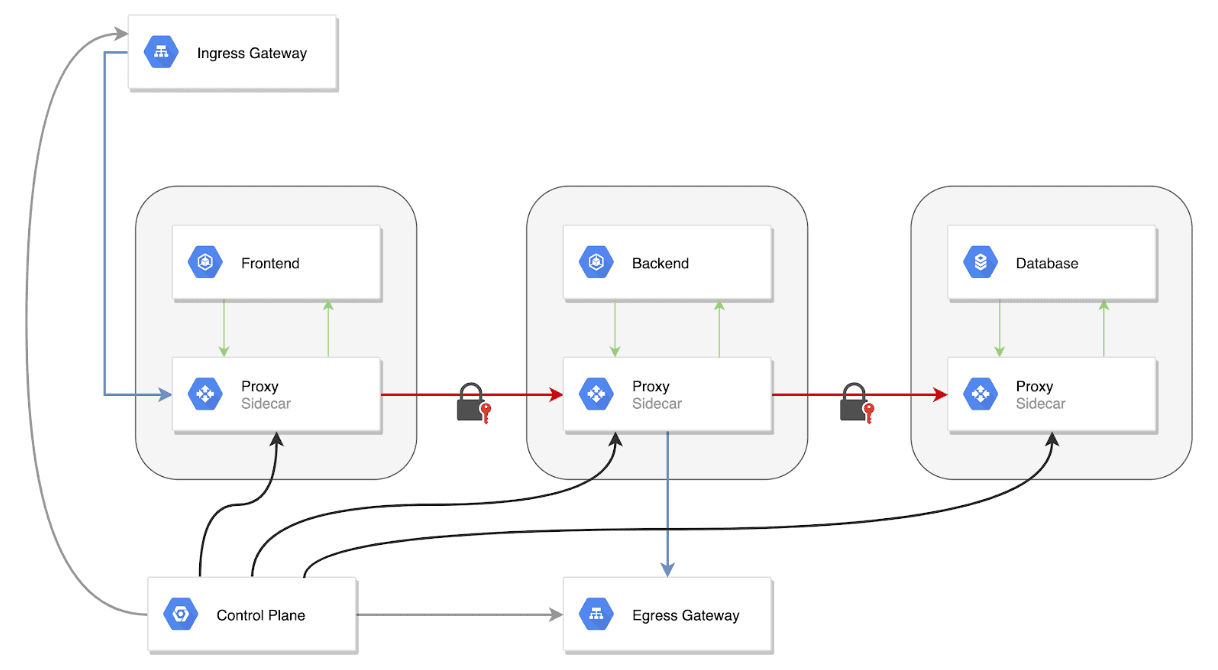 Ingress Gateway
Frontend
Backend
Database
Proxy
Sidecar
Proxy
Sidecar
Proxy
Sidecar
Control Plane
Egress Gateway